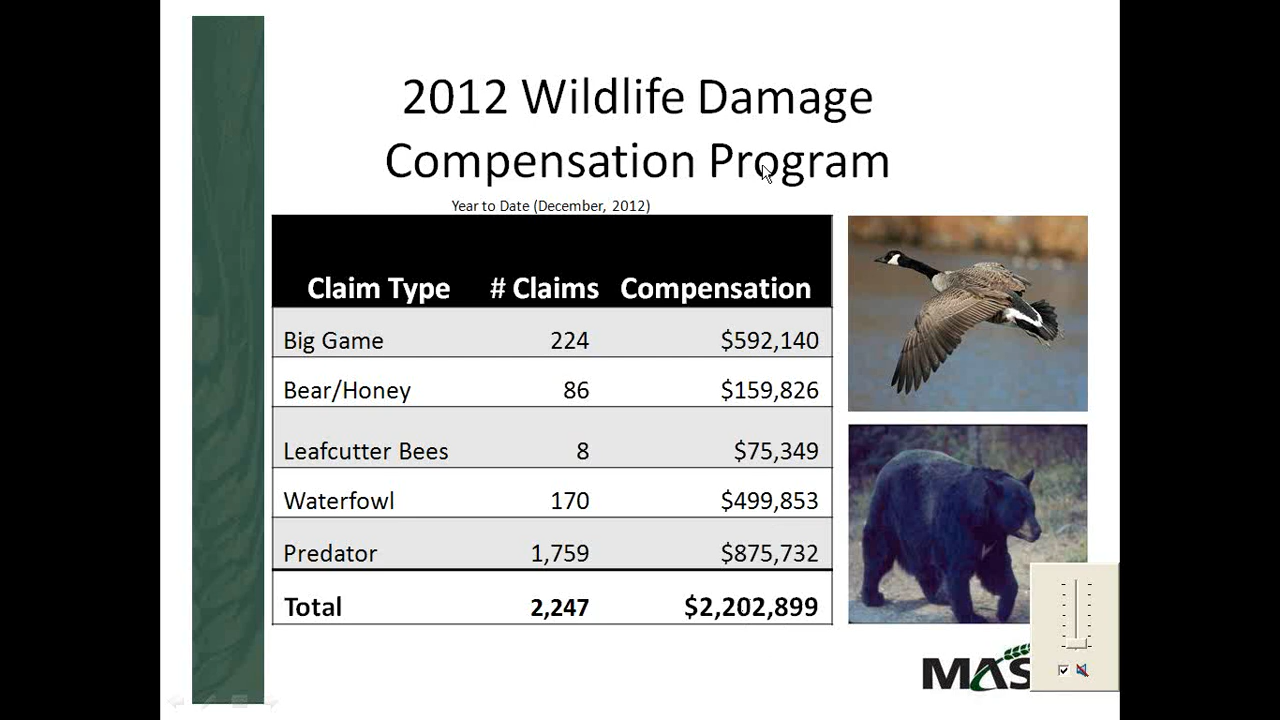 2012 Wildlife Damage
Compensation Program
Year to Date (December, 2012)
Claim Type # Claims Compensation
Big Game 224 $592,140
Bear/Honey 86 $159,826
Leafcutter Bees 8 $75,349
Waterfowl 170 $499,853
Predator 1,759 $875,732
Total 2,247 $2,202,899
MAS